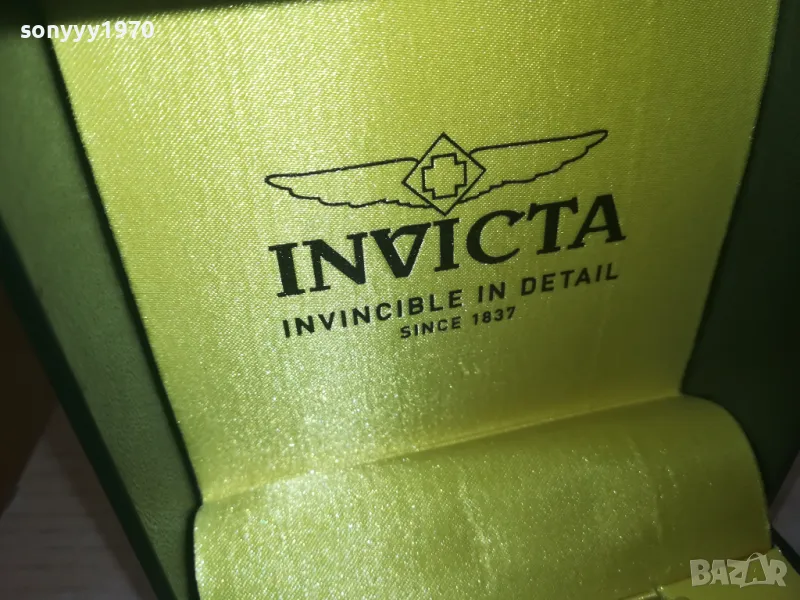 sonyyy1970
INVICTA
INVINCIBLE IN DETAIL
SINCE 1837
BAZAR